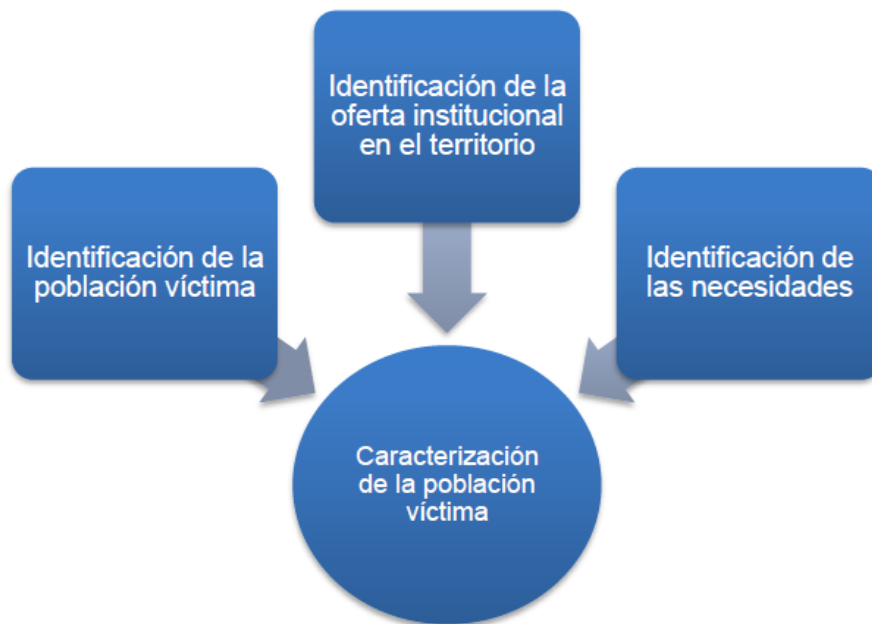 Identificación de la
oferta institucional
en el territorio
Identificación de la
población víctima
Identificación de
las necesidades
Caracterización
de la población
víctima